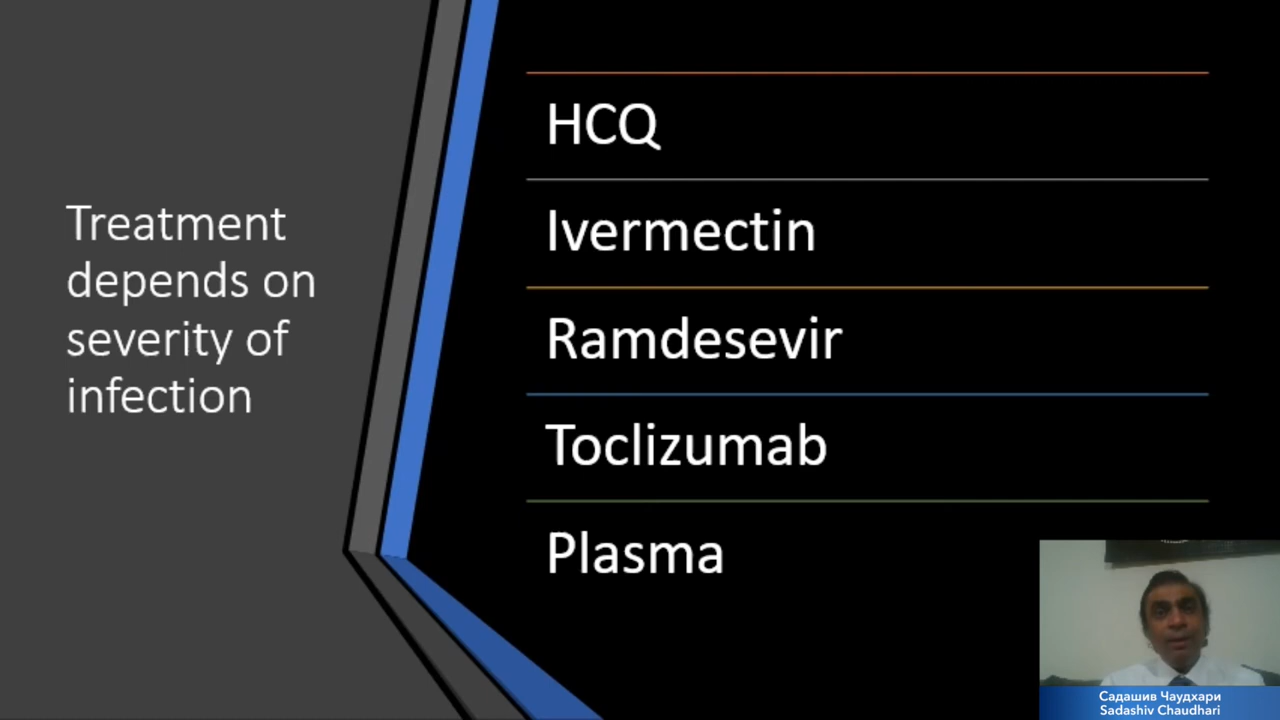 Treatment
depends on
severity of
infection
HCQ
Ivermectin
Ramdesevir
Toclizumab
Plasma
Садашив Чаудхари
Sadashiv Chaudhari